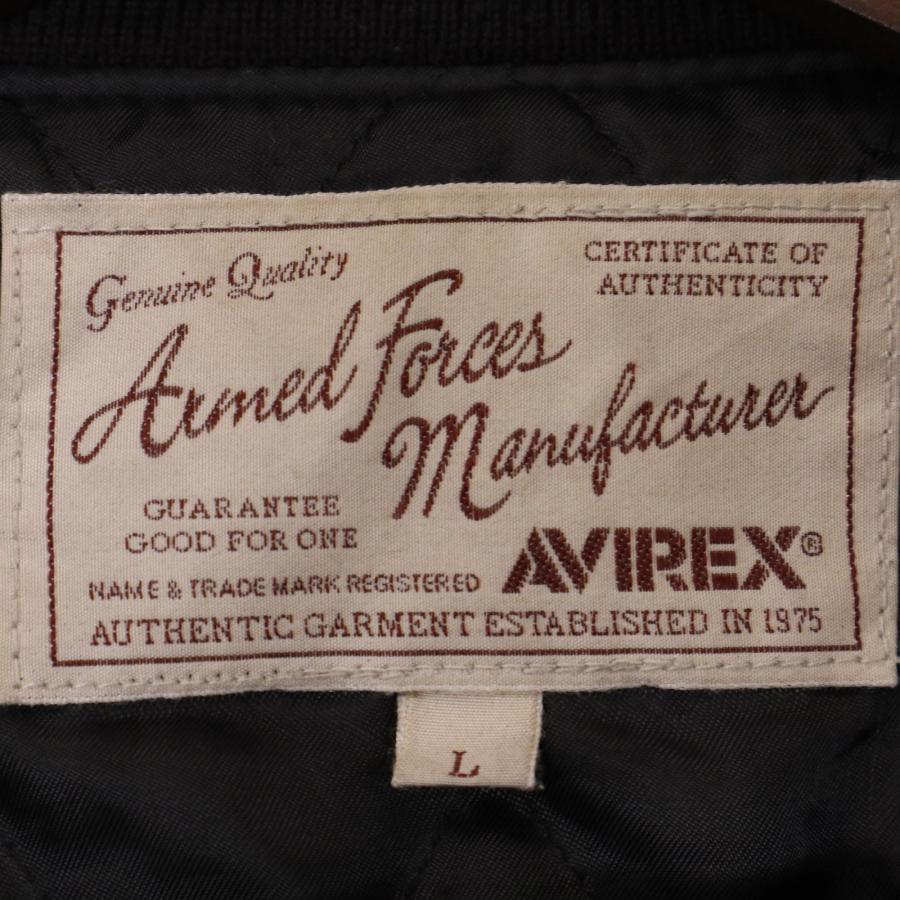 Genuine Quality
CERTIFICATE OF
AUTHENTICITY
Armed Forces
Manufacturer
GUARANTEE
GOOD FOR ONE
AVIREX®
NAME & TRADE MARK REGISTERED
AUTHENTIC GARMENT ESTABLISHED IN 1975
L